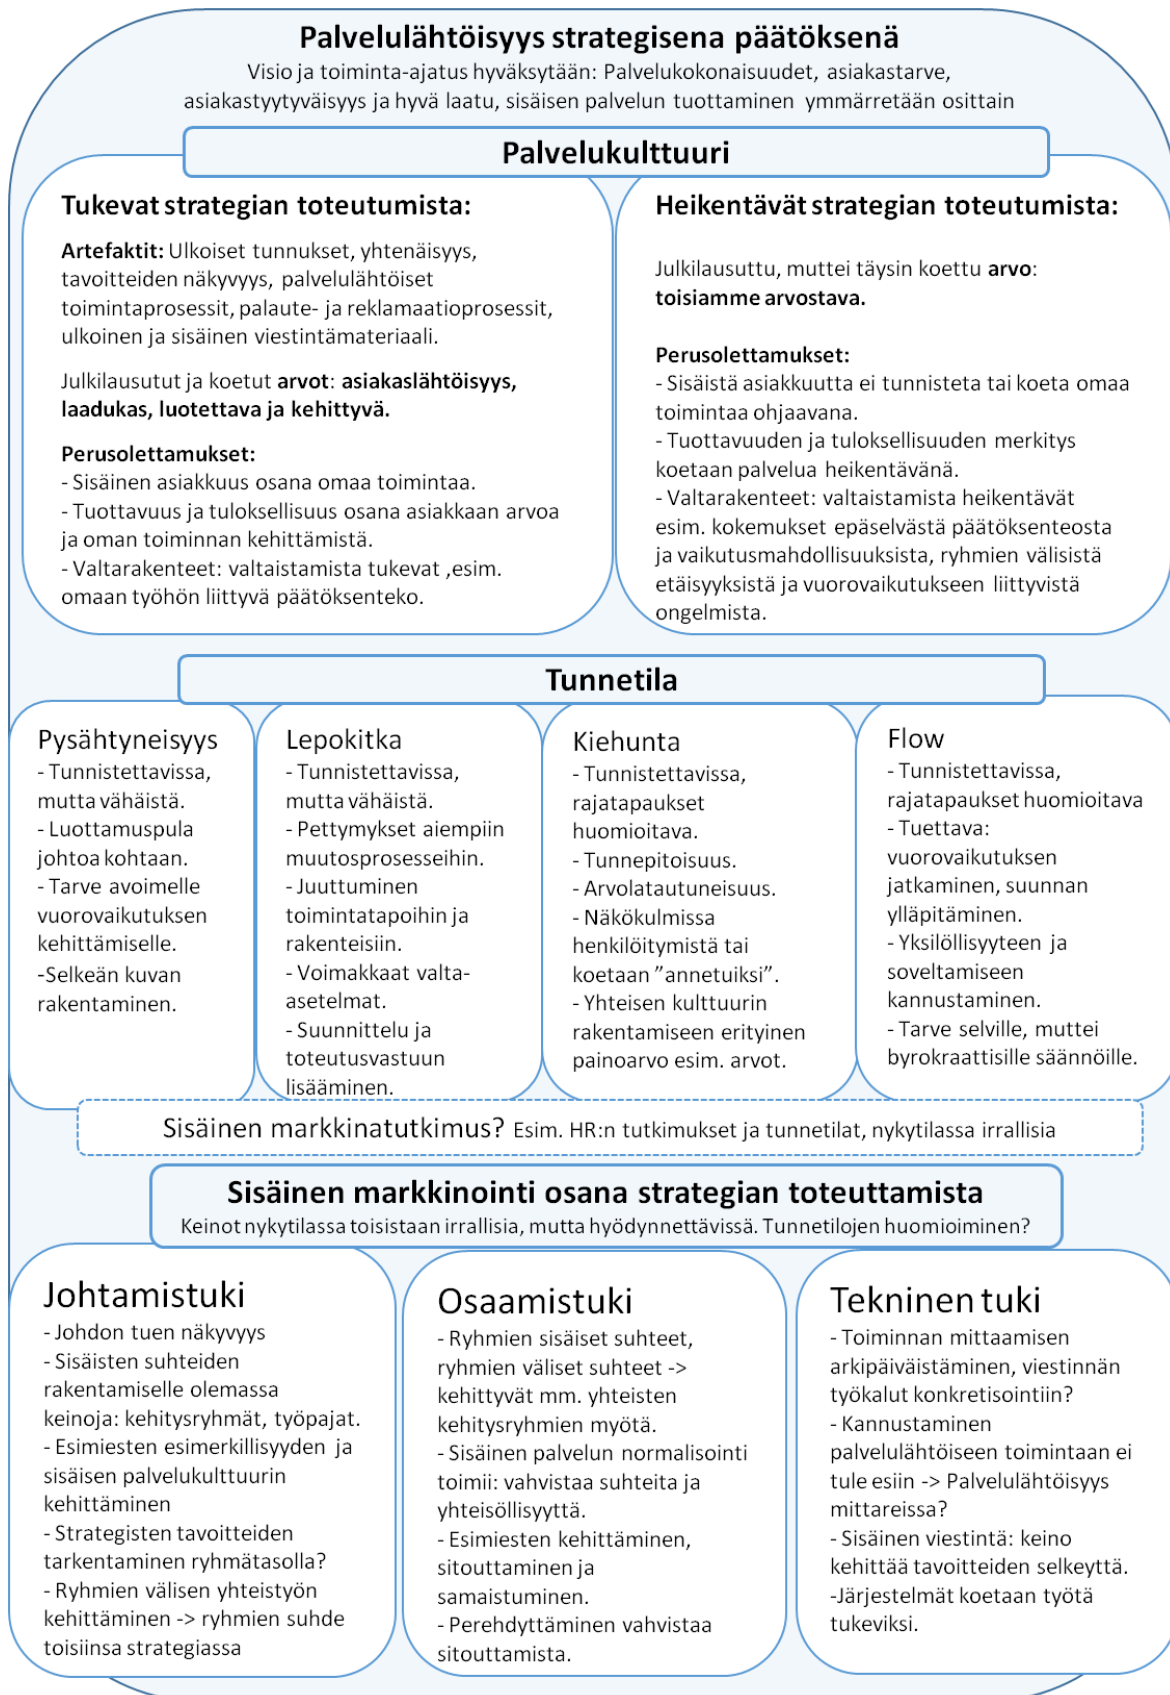 Palvelulähtöisyys strategisena päätöksenä
Visio ja toiminta-ajatus hyväksytään: Palvelukokonaisuudet, asiakastarve,
asiakastyytyväisyys ja hyvä laatu, sisäisen palvelun tuottaminen ymmärretään osittain
Palvelukulttuuri
Tukevat strategian toteutumista:
Artefaktit: Ulkoiset tunnukset, yhtenäisyys,
tavoitteiden näkyvyys, palvelulähtöiset
toimintaprosessit, palaute- ja reklamaatioprosessit,
ulkoinen ja sisäinen viestintämateriaali.
Julkilausutut ja koetut arvot: asiakaslähtöisyys,
laadukas, luotettava ja kehittyvä.
Perusolettamukset:
- Sisäinen asiakkuus osana omaa toimintaa.
- Tuottavuus ja tuloksellisuus osana asiakkaan arvoa
ja oman toiminnan kehittämistä.
- Valtarakenteet: valtaistamista tukevat ,esim.
omaan työhön liittyvä päätöksenteko.
Heikentävät strategian toteutumista:
Julkilausuttu, muttei täysin koettu arvo:
toisiamme arvostava.
Perusolettamukset:
- Sisäistä asiakkuutta ei tunnisteta tai koeta omaa
toimintaa ohjaavana.
- Tuottavuuden ja tuloksellisuuden merkitys
koetaan palvelua heikentävänä.
- Valtarakenteet: valtaistamista heikentävät
esim. kokemukset epäselvästä päätöksenteosta
ja vaikutusmahdollisuuksista, ryhmien välisistä
etäisyyksistä ja vuorovaikutukseen liittyvistä
ongelmista.
Tunnetila
Pysähtyneisyys
- Tunnistettavissa,
mutta vähäistä.
- Luottamuspula
johtoa kohtaan.
- Tarve avoimelle
vuorovaikutuksen
kehittämiselle.
-Selkeän kuvan
rakentaminen.
Lepokitka
- Tunnistettavissa,
mutta vähäistä.
- Pettymykset aiempiin
muutosprosesseihin.
- Juuttuminen
toimintatapoihin ja
rakenteisiin.
- Voimakkaat valta-
asetelmat.
- Suunnittelu ja
toteutusvastuun
lisääminen.
Kiehunta
- Tunnistettavissa,
rajatapaukset
huomioitava.
- Tunnepitoisuus.
- Arvolatautuneisuus.
- Näkökulmissa
henkilöitymistä tai
koetaan ”annetuiksi”.
- Yhteisen kulttuurin
rakentamiseen erityinen
painoarvo esim. arvot.
Flow
- Tunnistettavissa,
rajatapaukset huomioitava
- Tuettava:
vuorovaikutuksen
jatkaminen, suunnan
ylläpitäminen.
- Yksilöllisyyteen ja
soveltamiseen
kannustaminen.
- Tarve selville, muttei
byrokraattisille säännöille.
Sisäinen markkinatutkimus? Esim. HR:n tutkimukset ja tunnetilat, nykytilassa irrallisia
Sisäinen markkinointi osana strategian toteuttamista
Keinot nykytilassa toisistaan irrallisia, mutta hyödynnettävissä. Tunnetilojen huomioiminen?
Johtamistuki
- Johdon tuen näkyvyys
- Sisäisten suhteiden
rakentamiselle olemassa
keinoja: kehitysryhmät, työpajat.
- Esimiesten esimerkillisyyden ja
sisäisen palvelukulttuurin
kehittäminen
- Strategisten tavoitteiden
tarkentaminen ryhmätasolla?
- Ryhmien välisen yhteistyön
kehittäminen -> ryhmien suhde
toisiinsa strategiassa
Osaamistuki
- Ryhmien sisäiset suhteet,
ryhmien väliset suhteet ->
kehittyvät mm. yhteisten
kehitysryhmien myötä.
- Sisäinen palvelun normalisointi
toimii: vahvistaa suhteita ja
yhteisöllisyyttä.
- Esimiesten kehittäminen,
sitouttaminen ja
samaistuminen.
- Perehdyttäminen vahvistaa
sitouttamista.
Tekninen tuki
- Toiminnan mittaamisen
arkipäiväistäminen, viestinnän
työkalut konkretisointiin?
- Kannustaminen
palvelulähtöiseen toimintaan ei
tule esiin -> Palvelulähtöisyys
mittareissa?
- Sisäinen viestintä: keino
kehittää tavoitteiden selkeyttä.
-Järjestelmät koetaan työtä
tukeviksi.